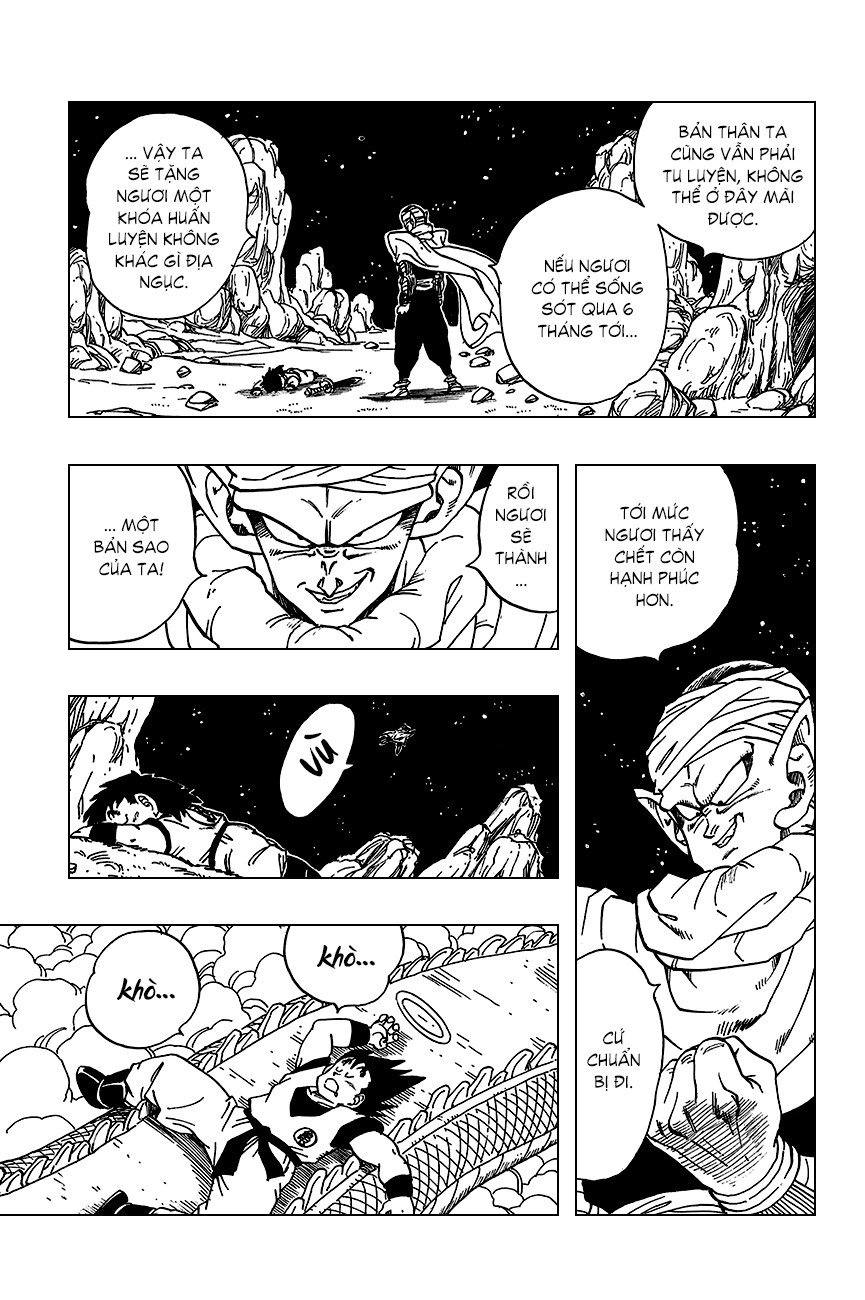 BẢN THÂN TA
CŨNG VẪN PHẢI
TU LUYỆN, KHÔNG
THỂ Ở ĐÂY MÃI
ĐƯỢC.
NẾU NGƯƠI
CÓ THỂ SỐNG
SÓT QUA 6
THÁNG TỚI...
... VẬY TA
SẼ TẶNG
NGƯƠI MỘT
KHÓA HUẤN
LUYỆN KHÔNG
KHÁC GÌ ĐỊA
NGỤC.
TỚI MỨC
NGƯƠI THẤY
CHẾT CÒN
HẠNH PHÚC
HƠN.
CỨ
CHUẨN
BỊ ĐI.
RỒI
NGƯƠI
SẼ
THÀNH
...
... MỘT
BẢN SAO
CỦA TA!
VÙ
khò...
khò...